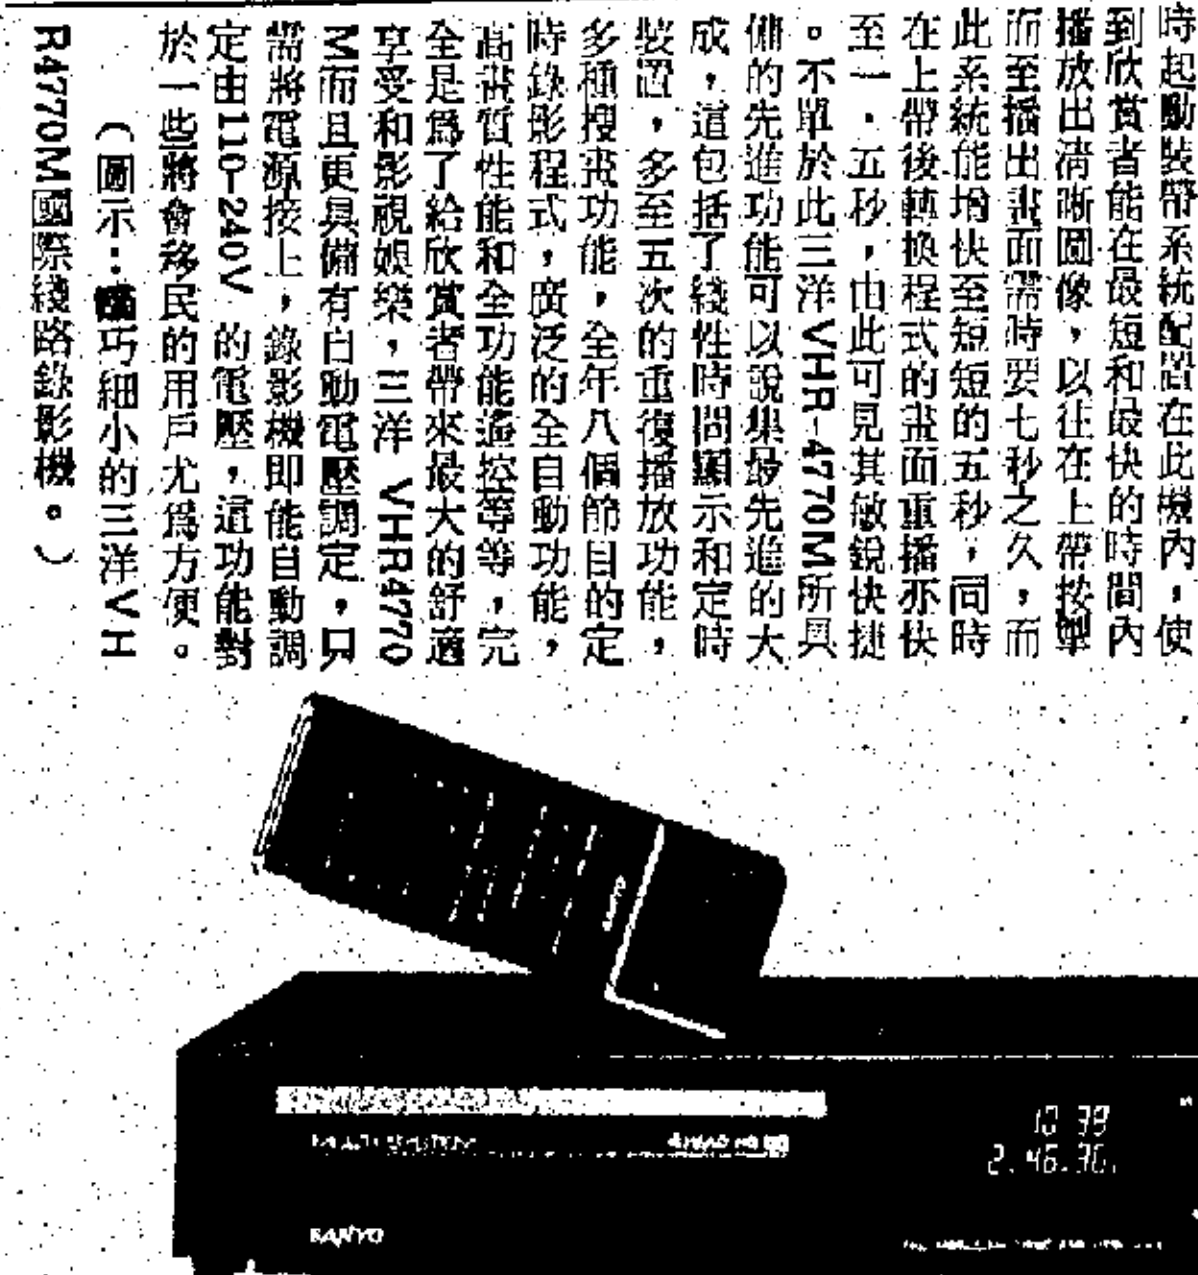 時起動裝帶系統配置在此機內，使
到欣賞者能在最短和最快的時間內
播放出清晰圖像，以往在上帶按掣
而至播出畫面需時要七秒之久，而
此系統能增快至短短的五秒，同時
在上帶後轉換程式的畫面重播亦快
至一．五秒，由此可見其敏銳快捷
。不單於此三洋VHR-4770M所具
備的先進功能可以說集最先進的大
成，這包括了綫性時間顯示和定時
裝置，多至五次的重復播放功能，
多種搜畫功能，全年八個節目的定
時錄影程式，廣泛的全自動功能，
高畫質性能和全功能遙控等等，完
全是爲了給欣賞者帶來最大的舒適
享受和影視娛樂，三洋 VHR4770
M而且更具備有自動電壓調定，只
需將電源接上，錄影機即能自動調
定由110-240V 的電壓，這功能對
於一些將會移民的用戶尤爲方便。
（圖示：巧細小的三洋VH
R4770M國際綫路錄影機。）
10 39
2.46.30.
SANYO